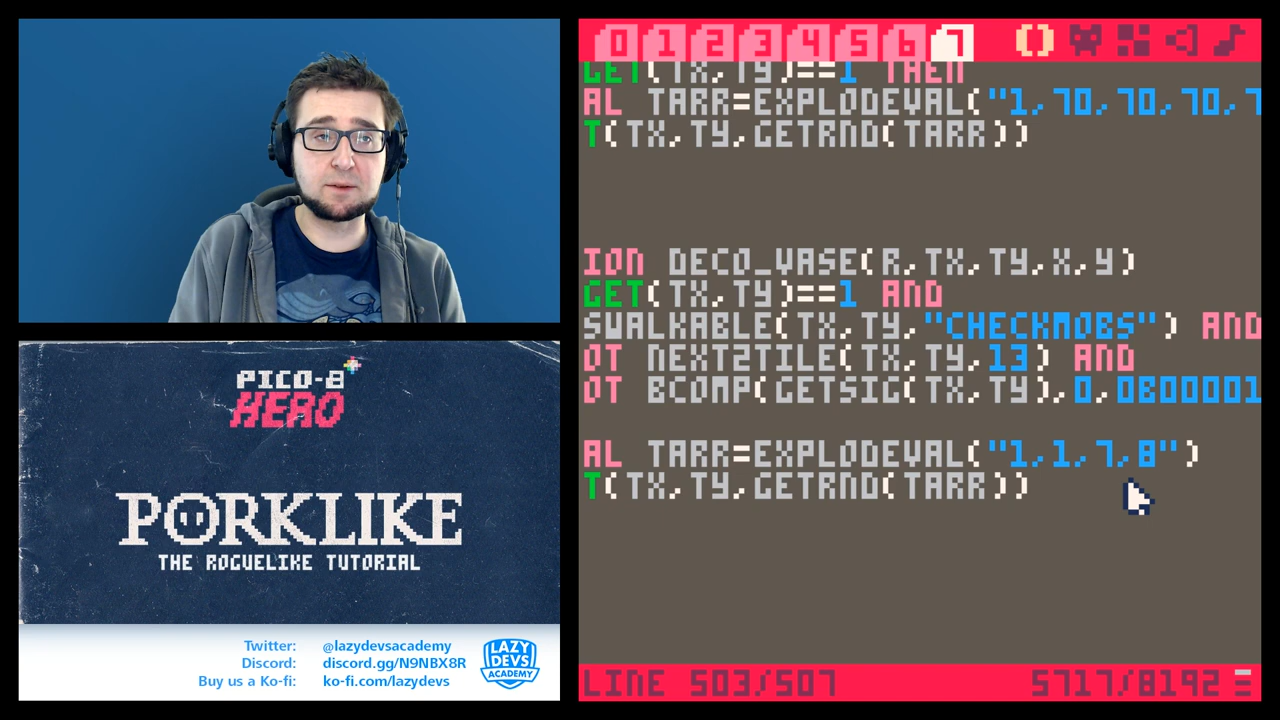 0 1 2 3 4 5 6 7
GET(TX,TY)==1 THEN
AL TARR=EXPLODEVAL("1,70,70,70,7
T(TX,TY,GETRND(TARR))
ION DECO_VASE(R,TX,TY,X,Y)
GET(TX,TY)==1 AND
SWALKABLE(TX,TY,"CHECKMOBS") AND
OT NEXT2TILE(TX,TY,13) AND
OT BCOMP(GETSIG(TX,TY),0,0B00001
AL TARR=EXPLODEVAL("1,1,7,8")
T(TX,TY,GETRND(TARR))
LINE 503/507 5717/8192
PICO-8
HERO
PORKLIKE
THE ROGUELIKE TUTORIAL
Twitter: @lazydevsacademy
Discord: discord.gg/N9NBX8R
Buy us a Ko-fi: ko-fi.com/lazydevs
LAZY
DEVS
ACADEMY